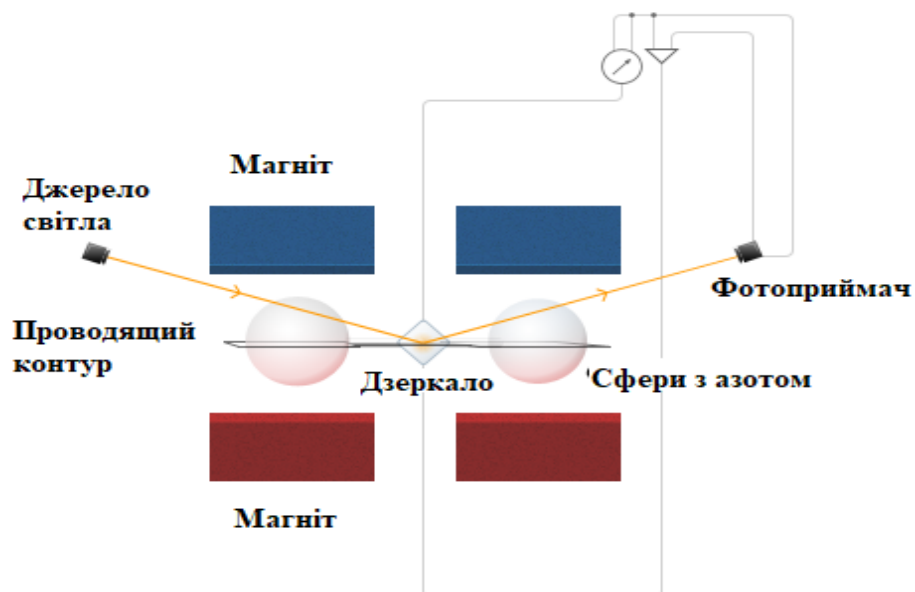 Магніт
Джерело
світла
Фотоприймач
Проводящий
контур
Дзеркало
'Сфери з азотом
Магніт